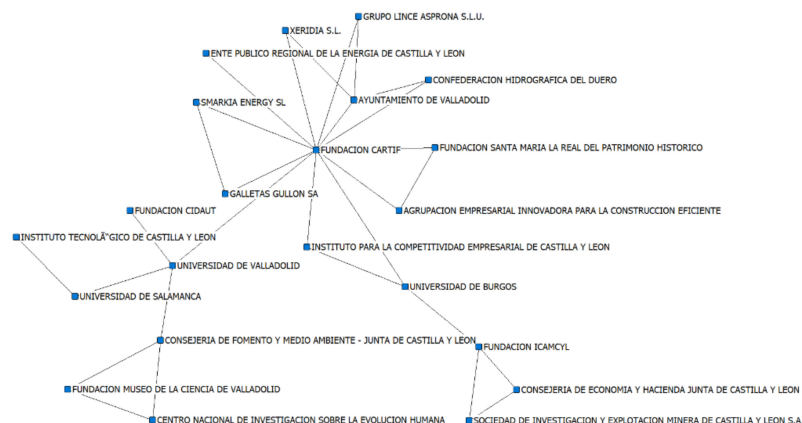 GRUPO LINCE ASPRONA S.L.U.
XERIDIA S.L.
ENTE PUBLICO REGIONAL DE LA ENERGIA DE CASTILLA Y LEON
CONFEDERACION HIDROGRAFICA DEL DUERO
SMARKIA ENERGY SL
AYUNTAMIENTO DE VALLADOLID
FUNDACION CARTIF
FUNDACION SANTA MARIA LA REAL DEL PATRIMONIO HISTORICO
GALLETAS GULLON SA
FUNDACION CIDAUT
AGRUPACION EMPRESARIAL INNOVADORA PARA LA CONSTRUCCION EFICIENTE
INSTITUTO TECNOLÃ“GICO DE CASTILLA Y LEON
INSTITUTO PARA LA COMPETITIVIDAD EMPRESARIAL DE CASTILLA Y LEON
UNIVERSIDAD DE VALLADOLID
UNIVERSIDAD DE BURGOS
UNIVERSIDAD DE SALAMANCA
CONSEJERIA DE FOMENTO Y MEDIO AMBIENTE - JUNTA DE CASTILLA Y LEON
FUNDACION ICAMCYL
FUNDACION MUSEO DE LA CIENCIA DE VALLADOLID
CONSEJERIA DE ECONOMIA Y HACIENDA JUNTA DE CASTILLA Y LEON
CENTRO NACIONAL DE INVESTIGACION SOBRE LA EVOLUCION HUMANA
SOCIEDAD DE INVESTIGACION Y EXPLOTACION MINERA DE CASTILLA Y LEON S.A